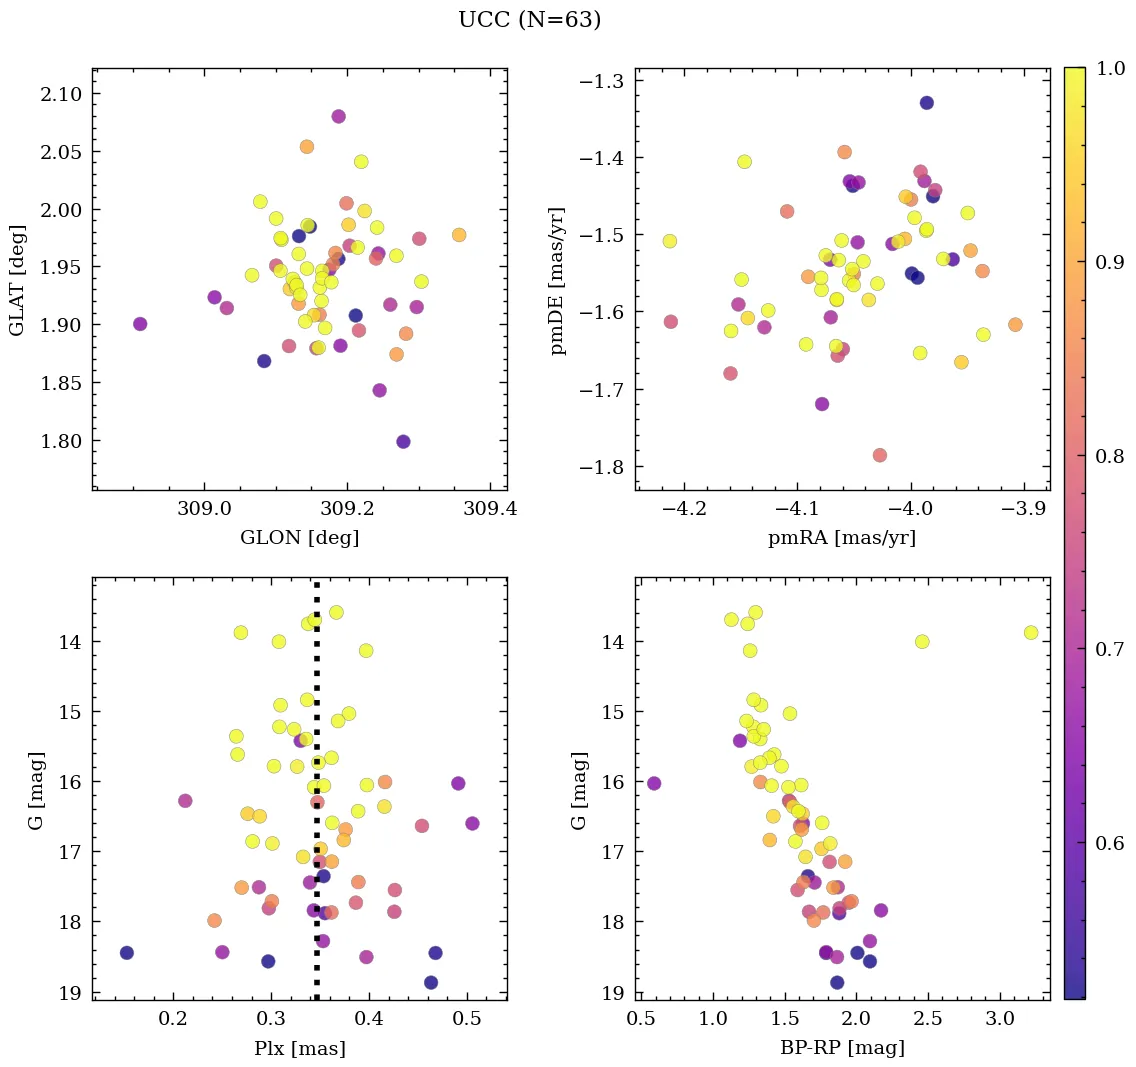 UCC (N=63)
2.10
2.05
2.00
1.95
1.90
1.85
1.80
GLAT [deg]
309.0 309.2 309.4
GLON [deg]
−1.3
−1.4
−1.5
−1.6
−1.7
−1.8
pmDE [mas/yr]
−4.2 −4.1 −4.0 −3.9
pmRA [mas/yr]
14
15
16
17
18
19
G [mag]
0.2 0.3 0.4 0.5
Plx [mas]
14
15
16
17
18
19
G [mag]
0.5 1.0 1.5 2.0 2.5 3.0
BP-RP [mag]
1.0
0.9
0.8
0.7
0.6